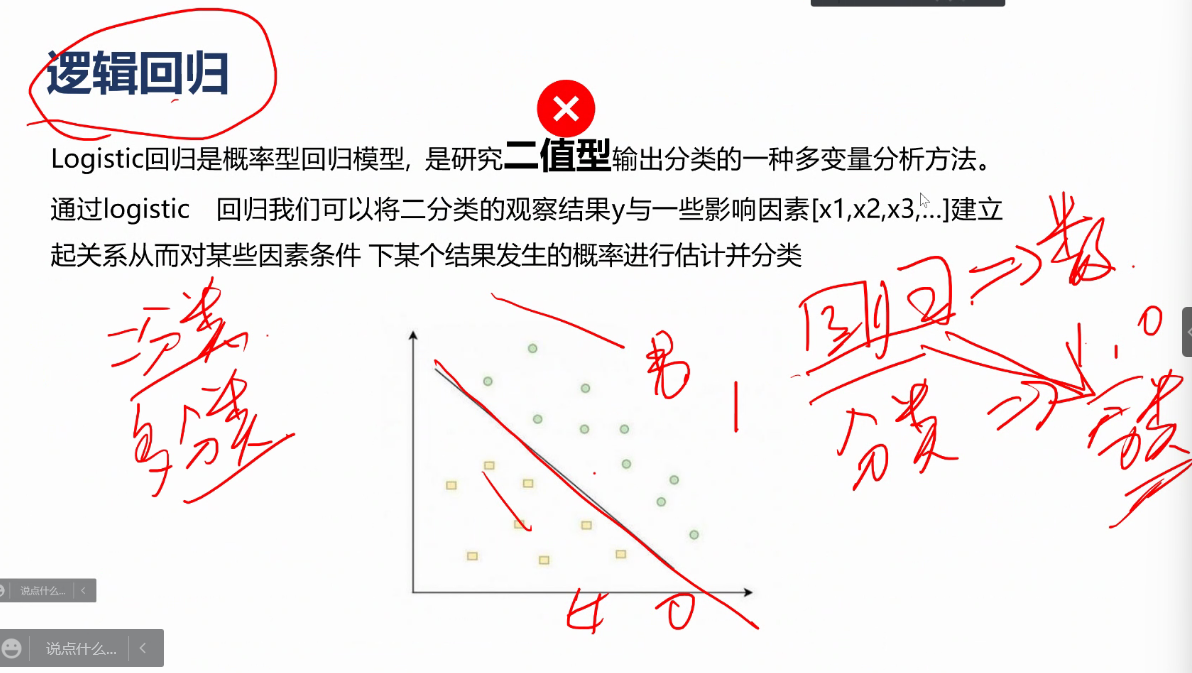 逻辑回归
Logistic回归是概率型回归模型, 是研究二值型输出分类的一种多变量分析方法。
通过logistic 回归我们可以将二分类的观察结果y与一些影响因素[x1,x2,x3,...]建立
起关系从而对某些因素条件 下某个结果发生的概率进行估计并分类
回归 => 数
1, 0
二分类
多分类
男 1
分类 => 分类
女 0
说点什么...
说点什么...